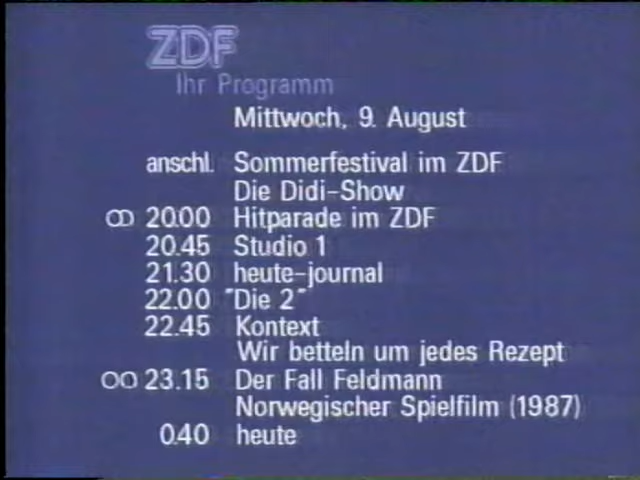 ZDF
Ihr Programm
Mittwoch, 9. August
anschl. Sommerfestival im ZDF
Die Didi-Show
20.00 Hitparade im ZDF
20.45 Studio 1
21.30 heute-journal
22.00 "Die 2"
22.45 Kontext
Wir betteln um jedes Rezept
23.15 Der Fall Feldmann
Norwegischer Spielfilm (1987)
0.40 heute